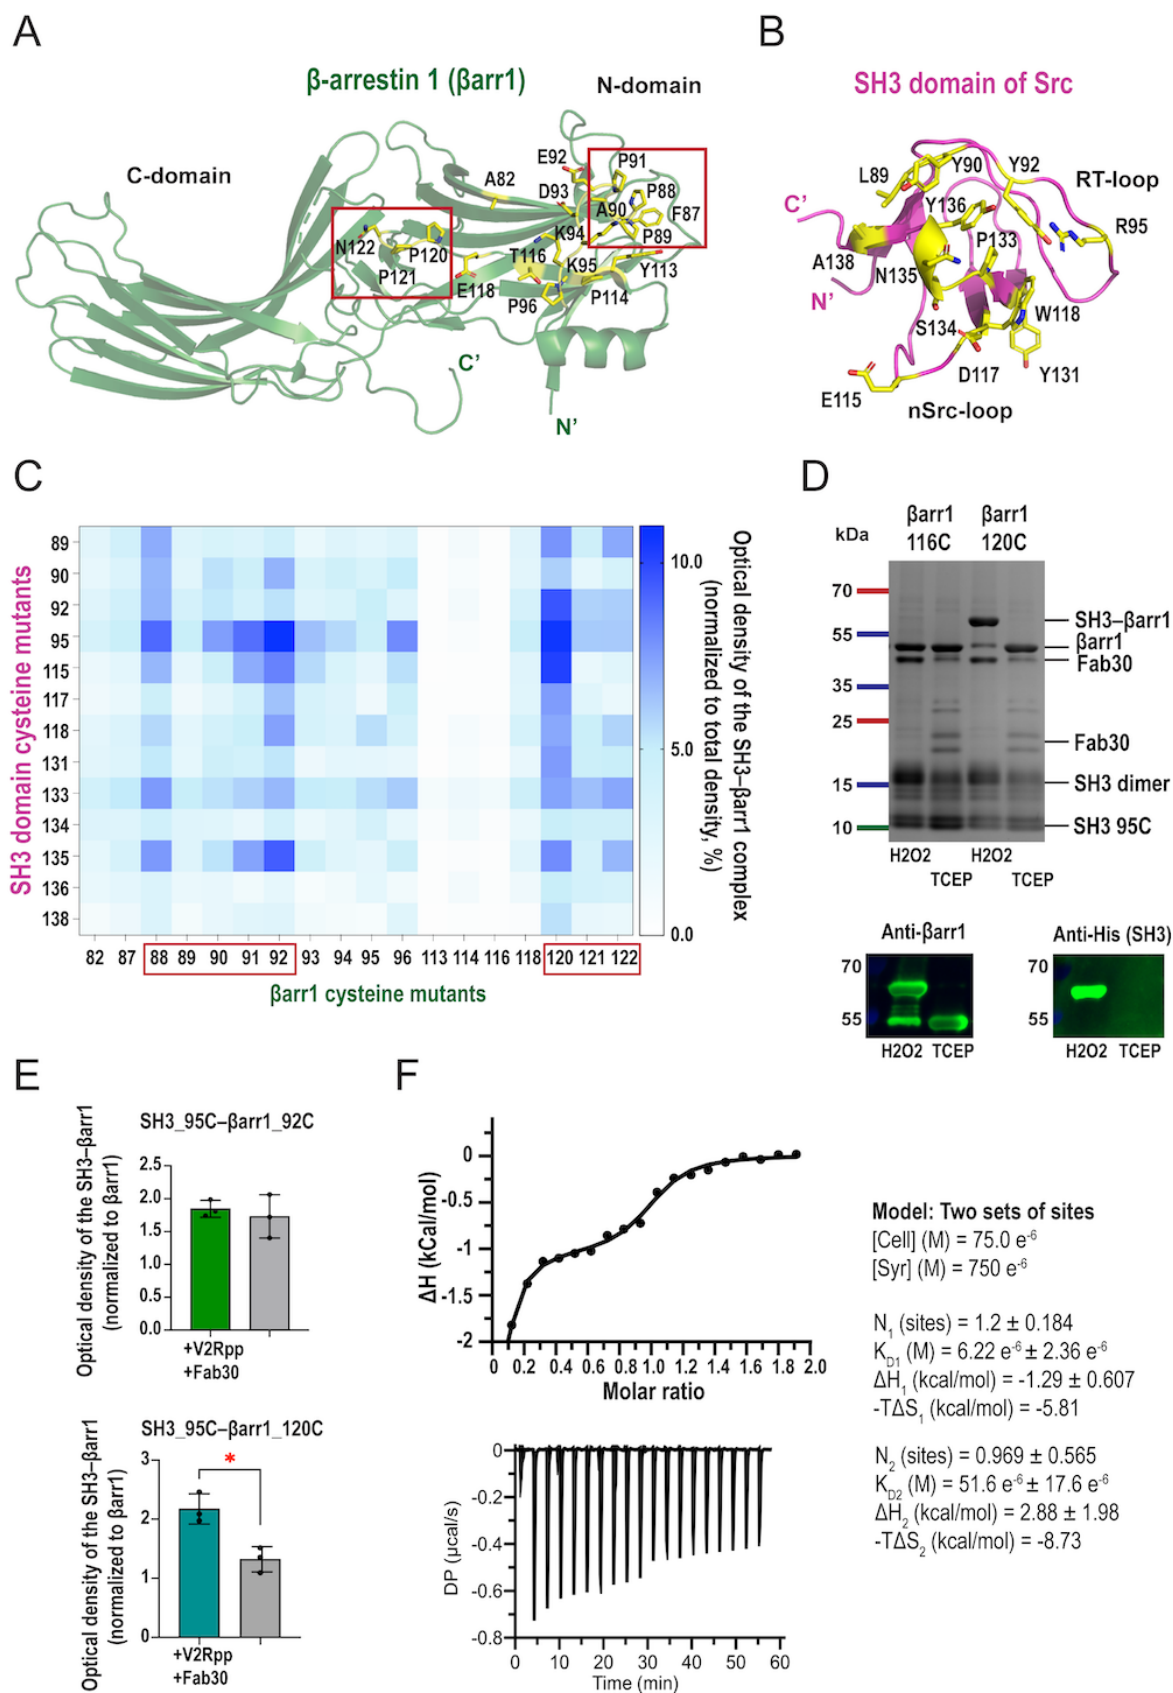 A
β-arrestin 1 (βarr1)
N-domain
C-domain
E92
P91
A82
D93
P88
A90
F87
K94
P89
N122
P120
T116
K95
Y113
P121
E118
P96
P114
C'
N'
B
SH3 domain of Src
Y90
Y92
L89
RT-loop
Y136
C'
R95
P133
A138
N135
N'
W118
S134
D117
Y131
E115
nSrc-loop
C
SH3 domain cysteine mutants
89
90
92
95
115
117
118
131
133
134
135
136
138
82 87 88 89 90 91 92 93 94 95 96 113 114 116 118 120 121 122
βarr1 cysteine mutants
10.0
5.0
0.0
Optical density of the SH3–βarr1 complex
(normalized to total density, %)
D
kDa
βarr1
116C
βarr1
120C
70
55
35
25
15
10
SH3–βarr1
βarr1
Fab30
Fab30
SH3 dimer
SH3 95C
H2O2
TCEP
H2O2
TCEP
Anti-βarr1
70
55
H2O2 TCEP
Anti-His (SH3)
70
55
H2O2 TCEP
E
SH3_95C–βarr1_92C
Optical density of the SH3–βarr1
(normalized to βarr1)
2.5
2.0
1.5
1.0
0.5
0.0
+V2Rpp
+Fab30
SH3_95C–βarr1_120C
Optical density of the SH3–βarr1
(normalized to βarr1)
3
2
1
0
*
+V2Rpp
+Fab30
F
ΔH (kCal/mol)
0
-0.5
-1
-1.5
-2
0 0.2 0.4 0.6 0.8 1.0 1.2 1.4 1.6 1.8 2.0
Molar ratio
DP (μcal/s)
0
-0.2
-0.4
-0.6
-0.8
0 10 20 30 40 50 60
Time (min)
Model: Two sets of sites
[Cell] (M) = 75.0 e⁻⁶
[Syr] (M) = 750 e⁻⁶
N₁ (sites) = 1.2 ± 0.184
K_D1 (M) = 6.22 e⁻⁶ ± 2.36 e⁻⁶
ΔH₁ (kcal/mol) = -1.29 ± 0.607
-TΔS₁ (kcal/mol) = -5.81
N₂ (sites) = 0.969 ± 0.565
K_D2 (M) = 51.6 e⁻⁶ ± 17.6 e⁻⁶
ΔH₂ (kcal/mol) = 2.88 ± 1.98
-TΔS₂ (kcal/mol) = -8.73